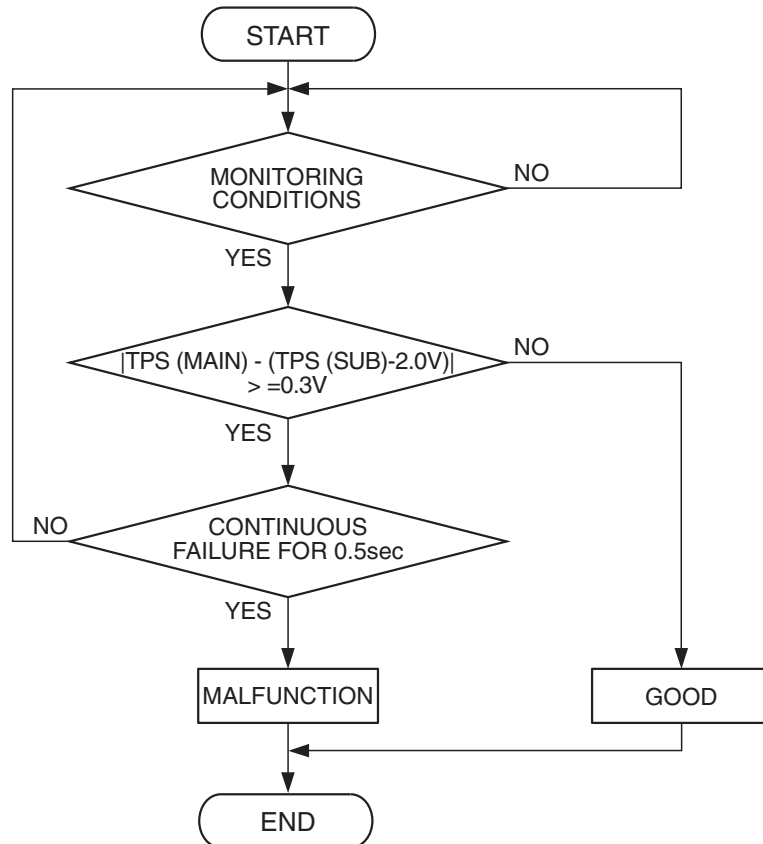 START
MONITORING
CONDITIONS
NO
YES
|TPS (MAIN) - (TPS (SUB)-2.0V)|
> =0.3V
NO
YES
CONTINUOUS
FAILURE FOR 0.5sec
NO
YES
MALFUNCTION
GOOD
END